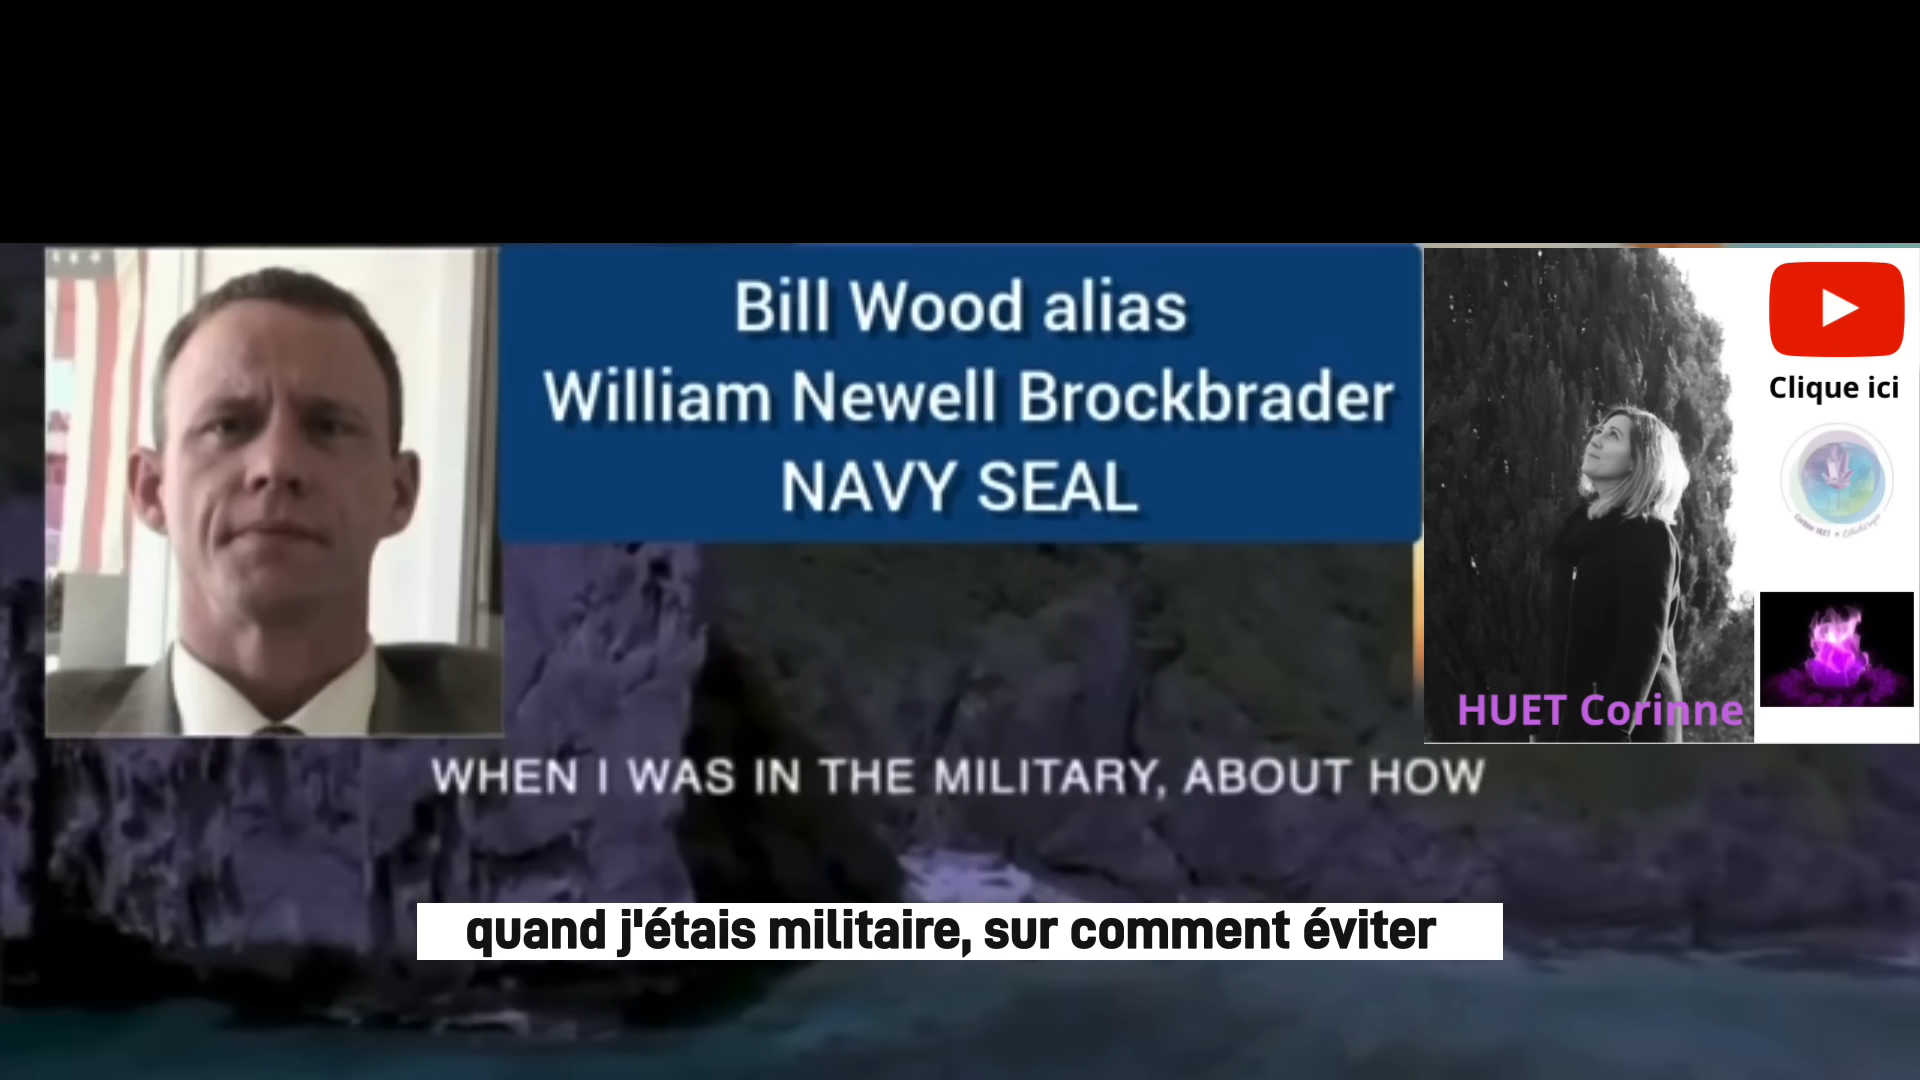 Bill Wood alias
William Newell Brockbrader
NAVY SEAL
Clique ici
HUET Corinne
WHEN I WAS IN THE MILITARY, ABOUT HOW
quand j'étais militaire, sur comment éviter